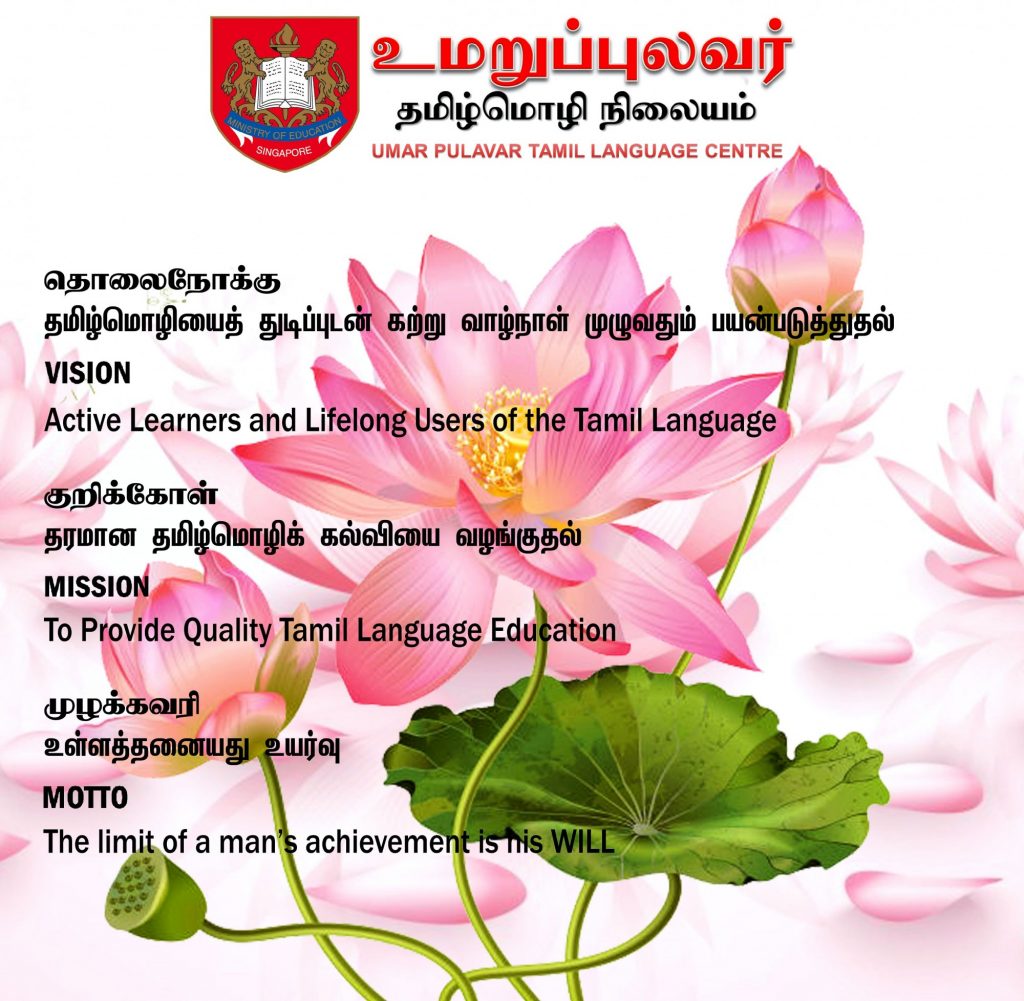 MINISTRY OF EDUCATION
SINGAPORE
உமறுப்புலவர்
தமிழ்மொழி நிலையம்
UMAR PULAVAR TAMIL LANGUAGE CENTRE
தொலைநோக்கு
தமிழ்மொழியைத் துடிப்புடன் கற்று வாழ்நாள் முழுவதும் பயன்படுத்துதல்
VISION
Active Learners and Lifelong Users of the Tamil Language
குறிக்கோள்
தரமான தமிழ்மொழிக் கல்வியை வழங்குதல்
MISSION
To Provide Quality Tamil Language Education
முழக்கவரி
உள்ளத்தனையது உயர்வு
MOTTO
The limit of a man's achievement is his WILL